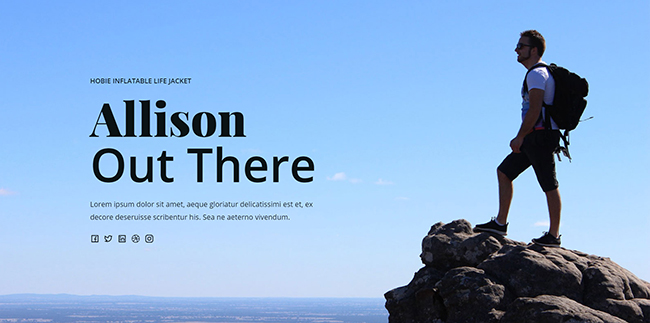 HOBIE INFLATABLE LIFE JACKET
Allison
Out There
Lorem ipsum dolor sit amet, aeque gloriatur delicatissimi est et, ex
decore deseruisse scribentur his. Sea ne aeterno vivendum.